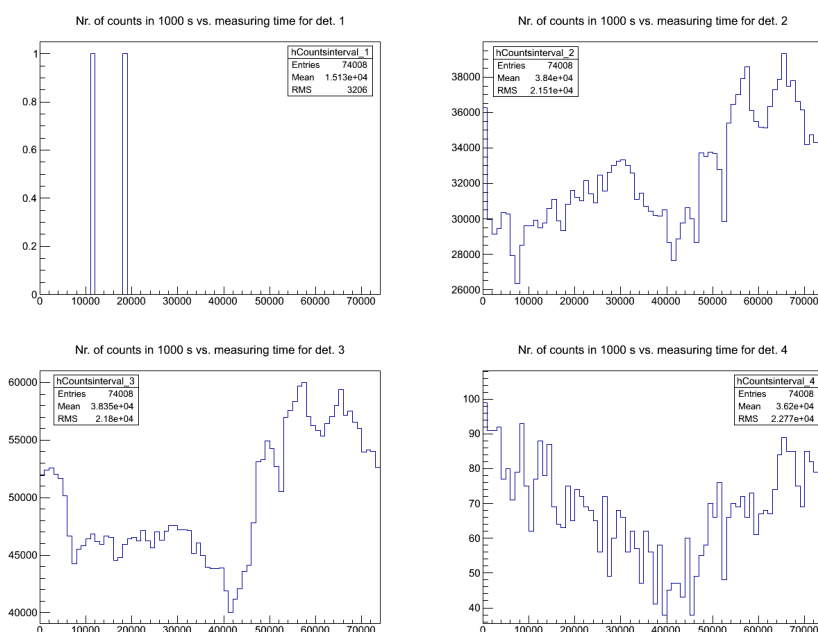 Nr. of counts in 1000 s vs. measuring time for det. 1
hCountsinterval_1
Entries 74008
Mean 1.513e+04
RMS 3206
1
0.8
0.6
0.4
0.2
0
0 10000 20000 30000 40000 50000 60000 70000
Nr. of counts in 1000 s vs. measuring time for det. 2
hCountsinterval_2
Entries 74008
Mean 3.84e+04
RMS 2.151e+04
38000
36000
34000
32000
30000
28000
26000
0 10000 20000 30000 40000 50000 60000 70000
Nr. of counts in 1000 s vs. measuring time for det. 3
hCountsinterval_3
Entries 74008
Mean 3.835e+04
RMS 2.18e+04
60000
55000
50000
45000
40000
0 10000 20000 30000 40000 50000 60000 70000
Nr. of counts in 1000 s vs. measuring time for det. 4
hCountsinterval_4
Entries 74008
Mean 3.62e+04
RMS 2.277e+04
100
90
80
70
60
50
40
0 10000 20000 30000 40000 50000 60000 70000